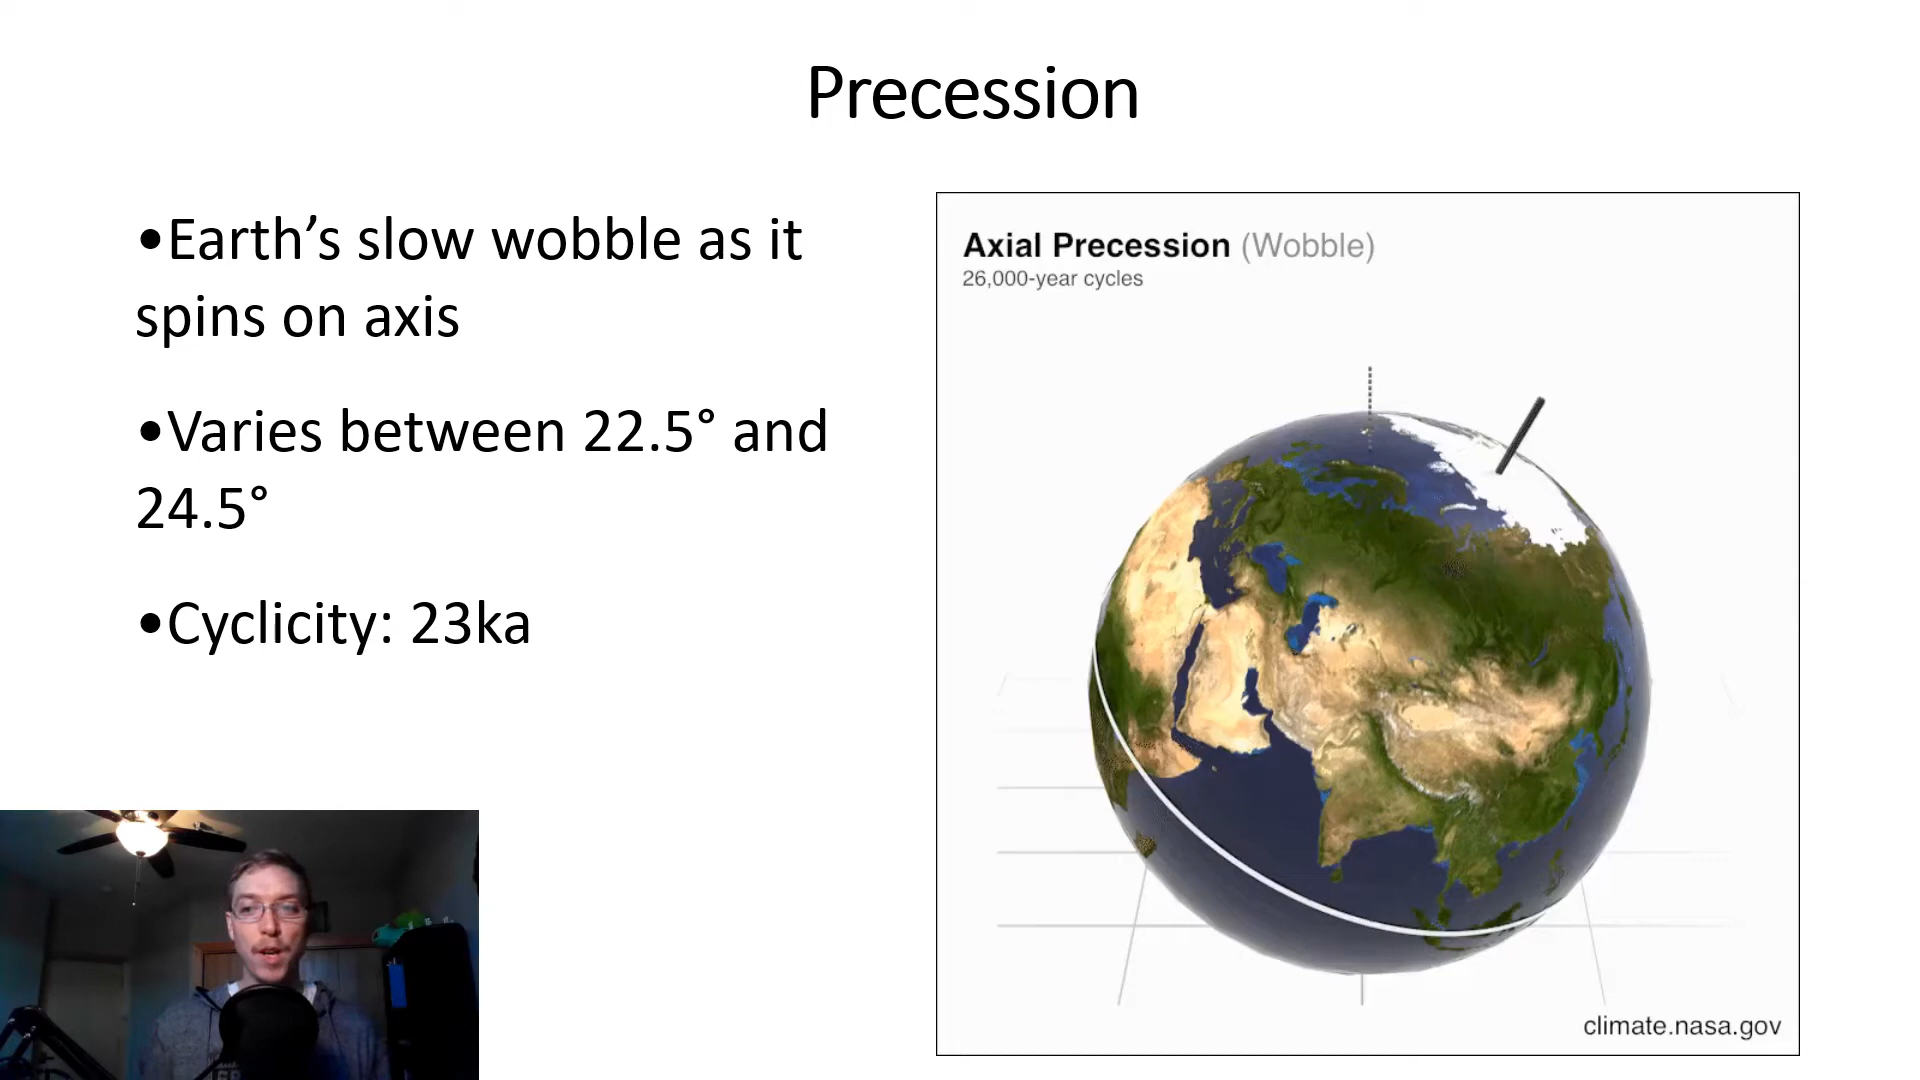 Precession
•Earth’s slow wobble as it
spins on axis
•Varies between 22.5° and
24.5°
•Cyclicity: 23ka
Axial Precession (Wobble)
26,000-year cycles
climate.nasa.gov